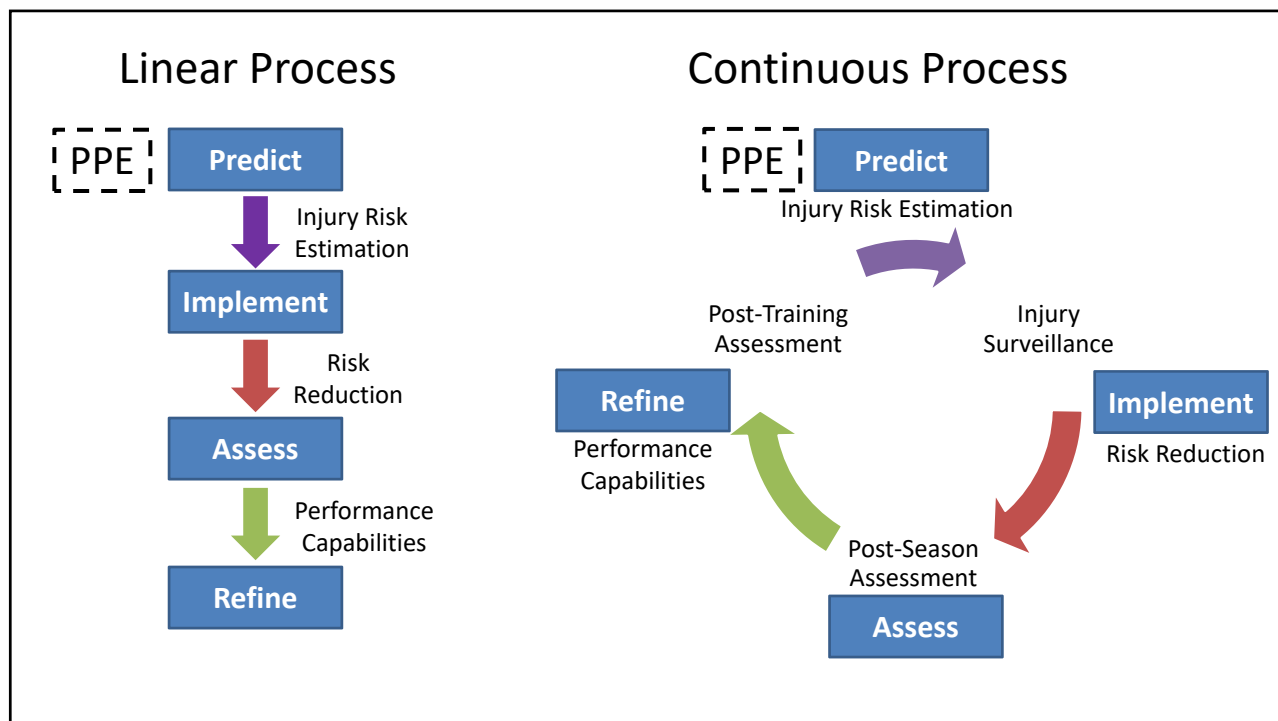 Linear Process
PPE
Predict
Injury Risk
Estimation
Implement
Risk
Reduction
Assess
Performance
Capabilities
Refine
Continuous Process
PPE
Predict
Injury Risk Estimation
Injury
Surveillance
Implement
Risk Reduction
Post-Season
Assessment
Assess
Post-Training
Assessment
Refine
Performance
Capabilities